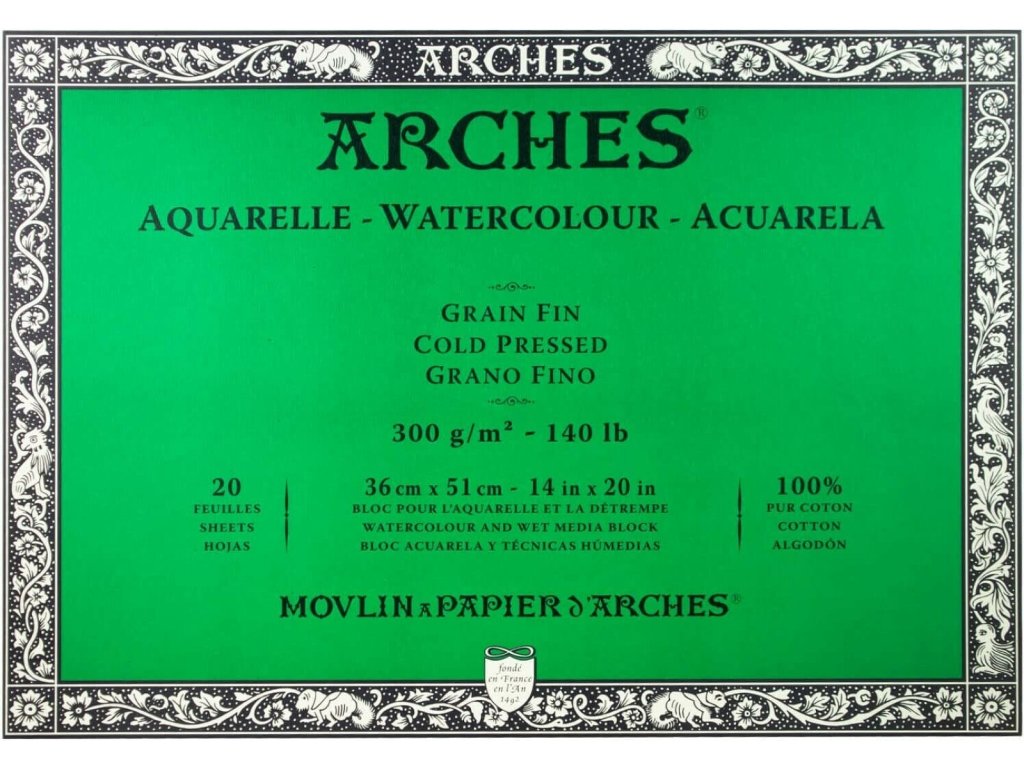 ARCHES
ARCHES®
AQUARELLE - WATERCOLOUR - ACUARELA
GRAIN FIN
COLD PRESSED
GRANO FINO
300 g/m² - 140 lb
20
FEUILLES
SHEETS
HOJAS
36 cm x 51 cm - 14 in x 20 in
BLOC POUR L'AQUARELLE ET LA DÉTREMPE
WATERCOLOUR AND WET MEDIA BLOCK
BLOC ACUARELA Y TÉCNICAS HÚMEDIAS
100%
PUR COTON
COTTON
ALGODÓN
MOVLIN A PAPIER d'ARCHES®
fondé
en France
en l'An
1492